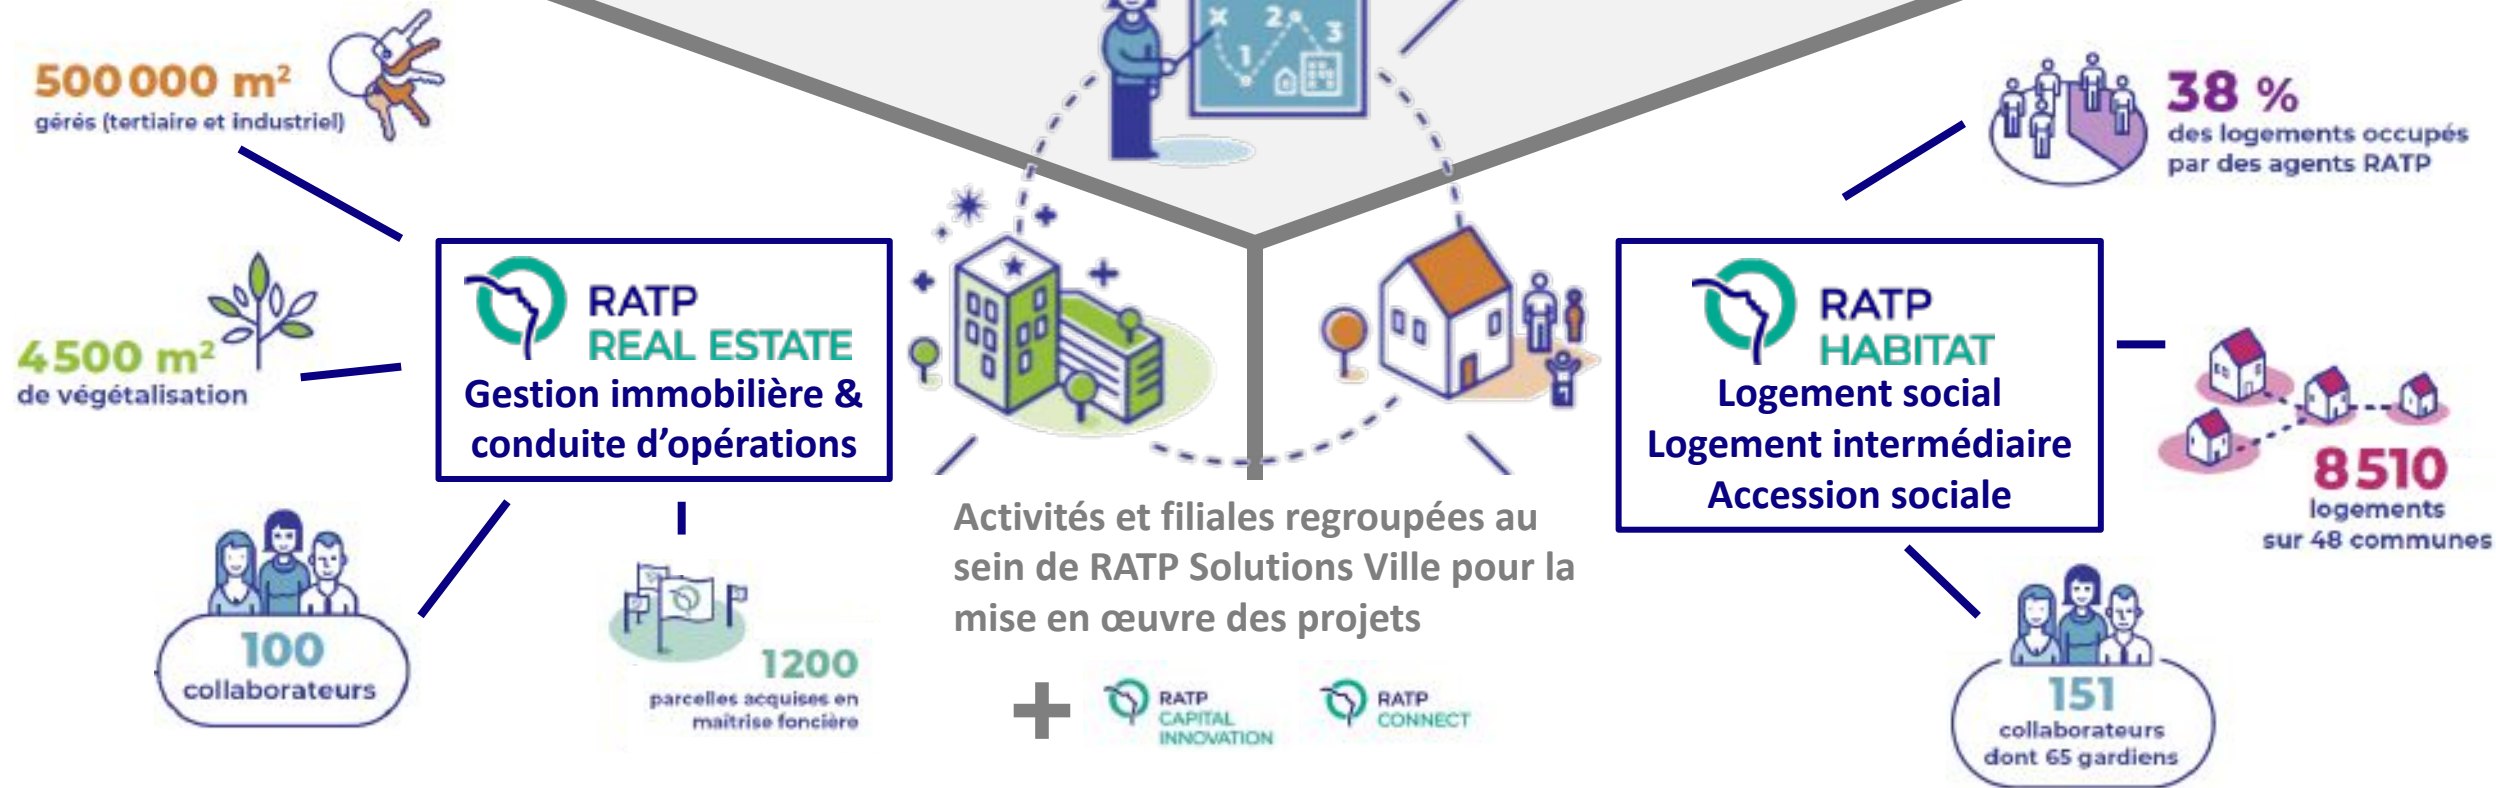 500 000 m²
gérés (tertiaire et industriel)
4 500 m²
de végétalisation
RATP
REAL ESTATE
Gestion immobilière &
conduite d’opérations
100
collaborateurs
1200
parcelles acquises en
maîtrise foncière
x
1
2
3
Activités et filiales regroupées au
sein de RATP Solutions Ville pour la
mise en œuvre des projets
+
RATP
CAPITAL
INNOVATION
RATP
CONNECT
38 %
des logements occupés
par des agents RATP
RATP
HABITAT
Logement social
Logement intermédiaire
Accession sociale
8 510
logements
sur 48 communes
151
collaborateurs
dont 65 gardiens